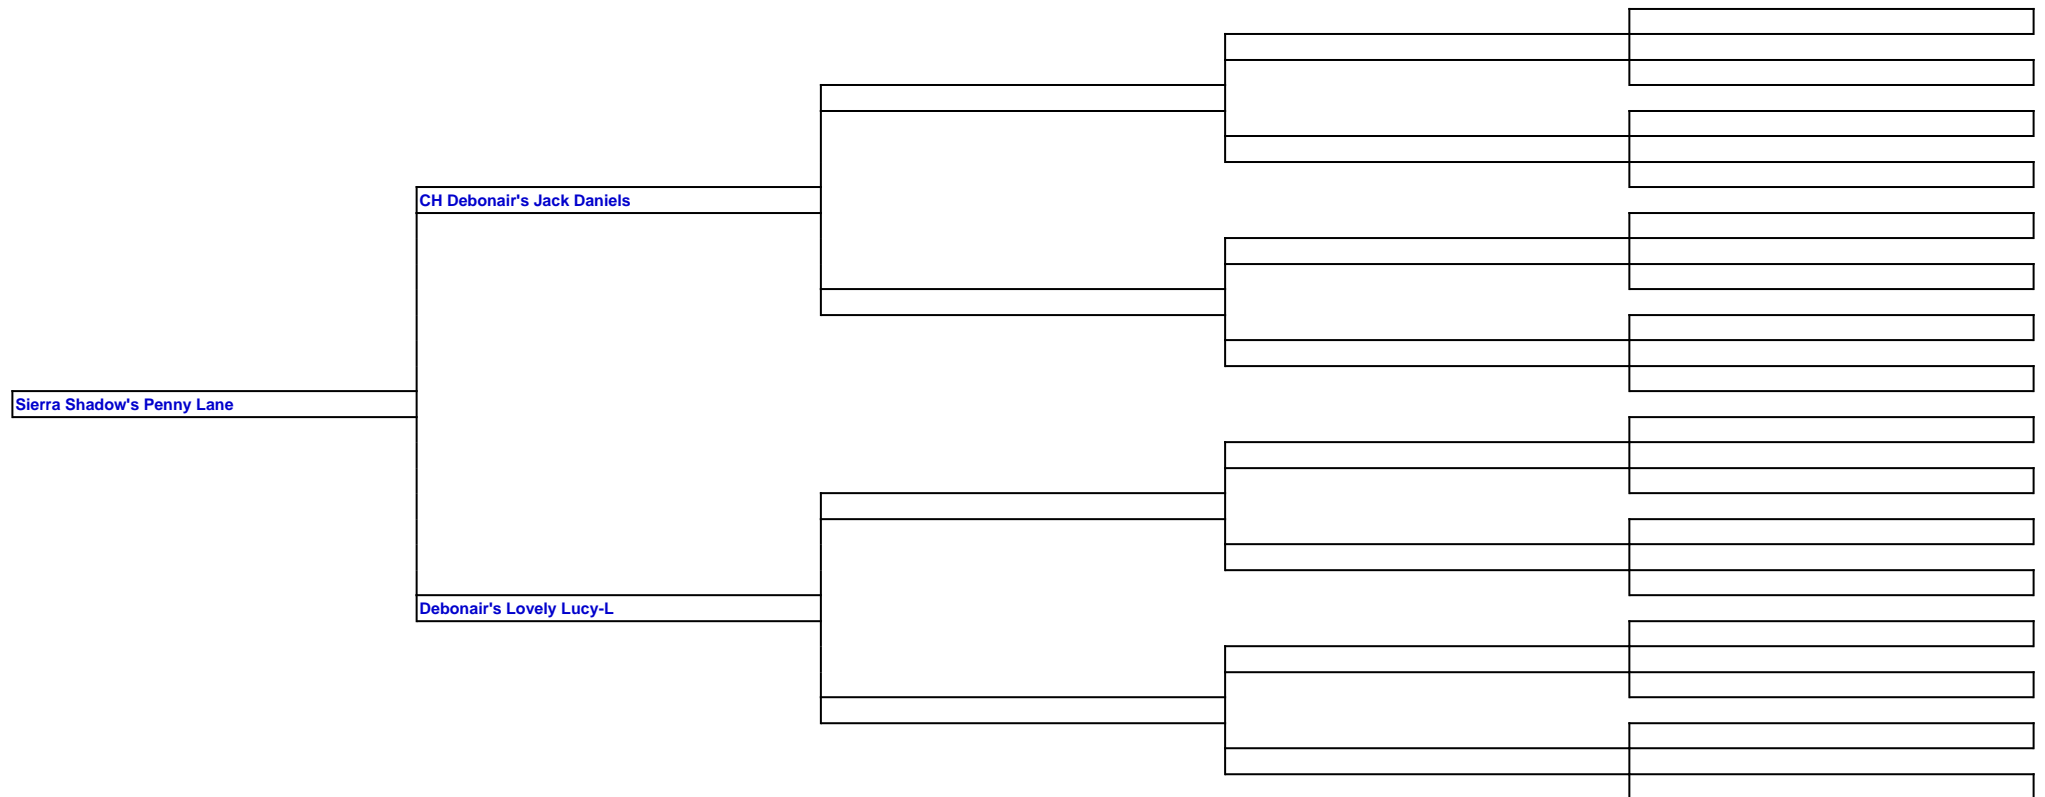 CH Debonair's Jack Daniels
Sierra Shadow's Penny Lane
Debonair's Lovely Lucy-L